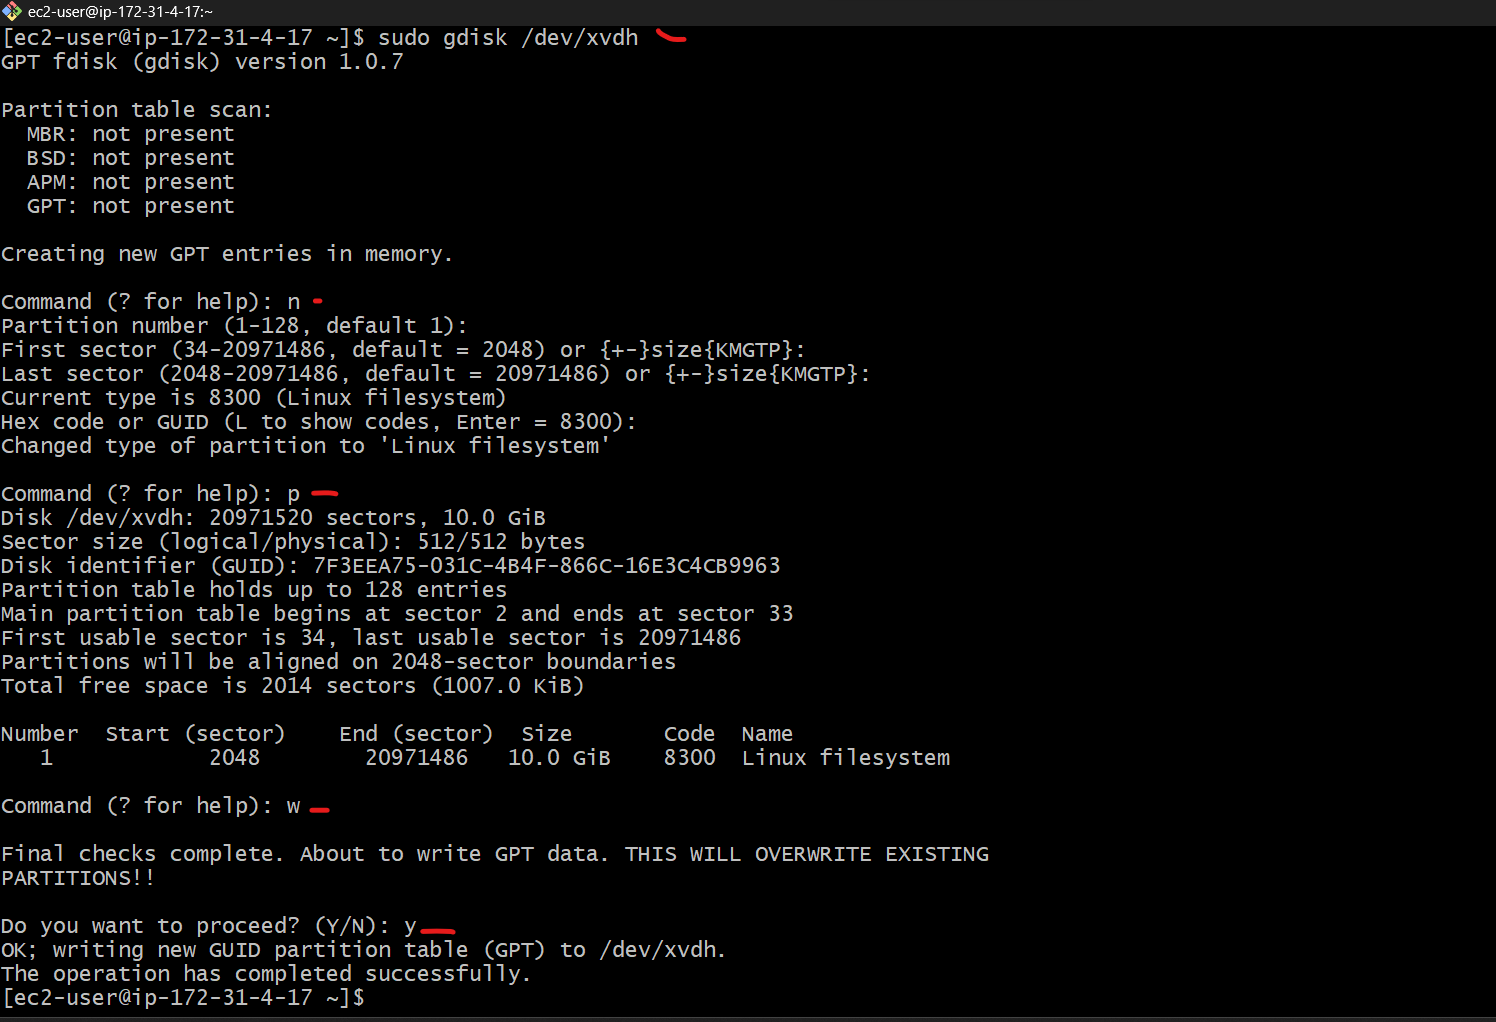 ec2-user@ip-172-31-4-17:~
[ec2-user@ip-172-31-4-17 ~]$ sudo gdisk /dev/xvdh
GPT fdisk (gdisk) version 1.0.7
Partition table scan:
  MBR: not present
  BSD: not present
  APM: not present
  GPT: not present
Creating new GPT entries in memory.
Command (? for help): n
Partition number (1-128, default 1):
First sector (34-20971486, default = 2048) or {+-}size{KMGTP}:
Last sector (2048-20971486, default = 20971486) or {+-}size{KMGTP}:
Current type is 8300 (Linux filesystem)
Hex code or GUID (L to show codes, Enter = 8300):
Changed type of partition to 'Linux filesystem'
Command (? for help): p
Disk /dev/xvdh: 20971520 sectors, 10.0 GiB
Sector size (logical/physical): 512/512 bytes
Disk identifier (GUID): 7F3EEA75-031C-4B4F-866C-16E3C4CB9963
Partition table holds up to 128 entries
Main partition table begins at sector 2 and ends at sector 33
First usable sector is 34, last usable sector is 20971486
Partitions will be aligned on 2048-sector boundaries
Total free space is 2014 sectors (1007.0 KiB)
Number  Start (sector)    End (sector)  Size       Code  Name
   1            2048        20971486   10.0 GiB    8300  Linux filesystem
Command (? for help): w
Final checks complete. About to write GPT data. THIS WILL OVERWRITE EXISTING
PARTITIONS!!
Do you want to proceed? (Y/N): y
OK; writing new GUID partition table (GPT) to /dev/xvdh.
The operation has completed successfully.
[ec2-user@ip-172-31-4-17 ~]$